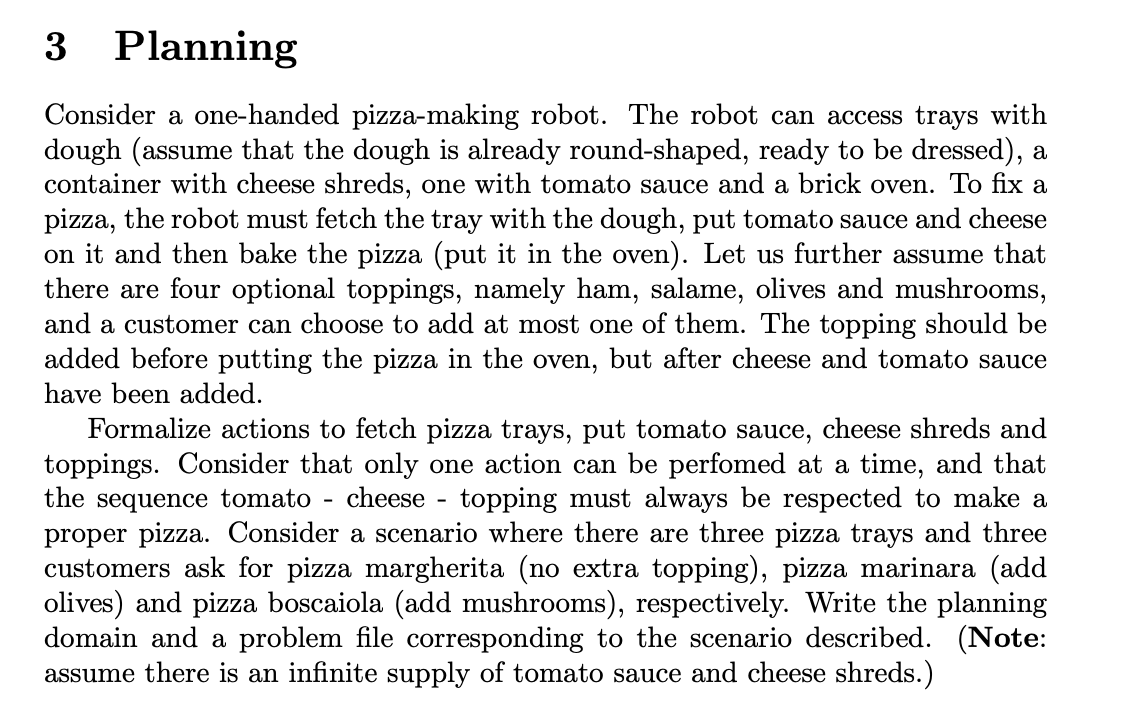 3 Planning
Consider a one-handed pizza-making robot. The robot can access trays with
dough (assume that the dough is already round-shaped, ready to be dressed), a
container with cheese shreds, one with tomato sauce and a brick oven. To fix a
pizza, the robot must fetch the tray with the dough, put tomato sauce and cheese
on it and then bake the pizza (put it in the oven). Let us further assume that
there are four optional toppings, namely ham, salame, olives and mushrooms,
and a customer can choose to add at most one of them. The topping should be
added before putting the pizza in the oven, but after cheese and tomato sauce
have been added.
Formalize actions to fetch pizza trays, put tomato sauce, cheese shreds and
toppings. Consider that only one action can be perfomed at a time, and that
the sequence tomato - cheese - topping must always be respected to make a
proper pizza. Consider a scenario where there are three pizza trays and three
customers ask for pizza margherita (no extra topping), pizza marinara (add
olives) and pizza boscaiola (add mushrooms), respectively. Write the planning
domain and a problem file corresponding to the scenario described. (Note:
assume there is an infinite supply of tomato sauce and cheese shreds.)